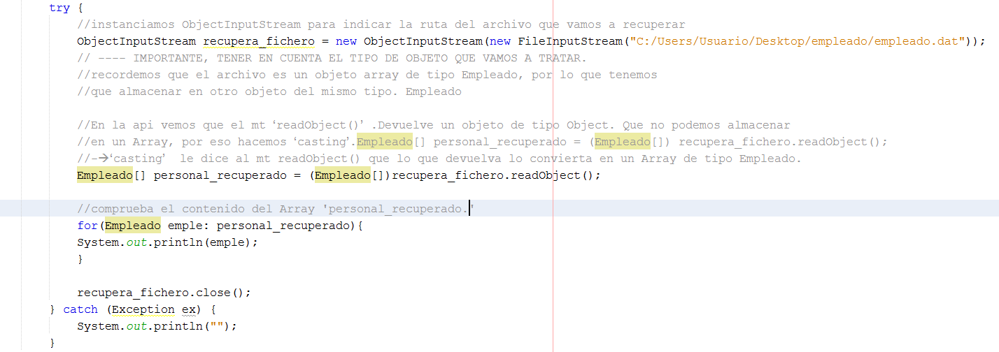 try {
//instanciamos ObjectInputStream para indicar la ruta del archivo que vamos a recuperar
ObjectInputStream recupera_fichero = new ObjectInputStream(new FileInputStream("C:/Users/Usuario/Desktop/empleado/empleado.dat"));
// ---- IMPORTANTE, TENER EN CUENTA EL TIPO DE OBJETO QUE VAMOS A TRATAR.
//recordemos que el archivo es un objeto array de tipo Empleado, por lo que tenemos
//que almacenar en otro objeto del mismo tipo. Empleado
//En la api vemos que el mt ‘readObject()’ .Devuelve un objeto de tipo Object. Que no podemos almacenar
//en un Array, por eso hacemos ‘casting’.Empleado[] personal_recuperado = (Empleado[]) recupera_fichero.readObject();
//-→‘casting’  le dice al mt readObject() que lo que devuelva lo convierta en un Array de tipo Empleado.
Empleado[] personal_recuperado = (Empleado[])recupera_fichero.readObject();
//comprueba el contenido del Array 'personal_recuperado.'
for(Empleado emple: personal_recuperado){
System.out.println(emple);
}
recupera_fichero.close();
} catch (Exception ex) {
System.out.println("");
}